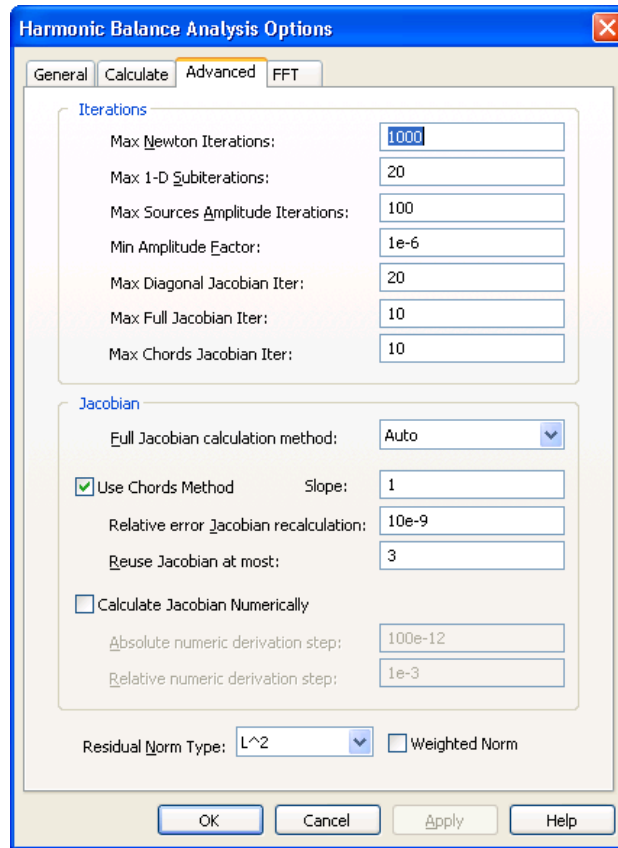 Harmonic Balance Analysis Options
General Calculate Advanced FFT
Iterations
Max Newton Iterations: 1000
Max 1-D Subiterations: 20
Max Sources Amplitude Iterations: 100
Min Amplitude Factor: 1e-6
Max Diagonal Jacobian Iter: 20
Max Full Jacobian Iter: 10
Max Chords Jacobian Iter: 10
Jacobian
Full Jacobian calculation method: Auto
Use Chords Method Slope: 1
Relative error Jacobian recalculation: 10e-9
Reuse Jacobian at most: 3
Calculate Jacobian Numerically
Absolute numeric derivation step: 100e-12
Relative numeric derivation step: 1e-3
Residual Norm Type: L^2 Weighted Norm
OK Cancel Apply Help